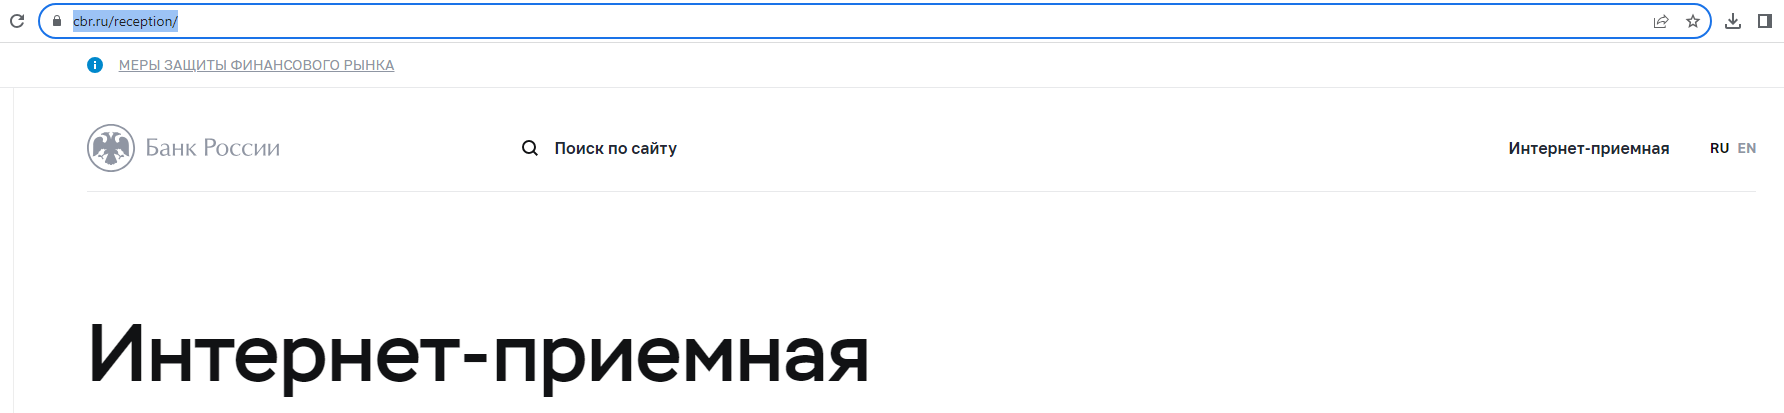 cbr.ru/reception/
МЕРЫ ЗАЩИТЫ ФИНАНСОВОГО РЫНКА
Банк России
Поиск по сайту
Интернет-приемная
RU EN
Интернет-приемная